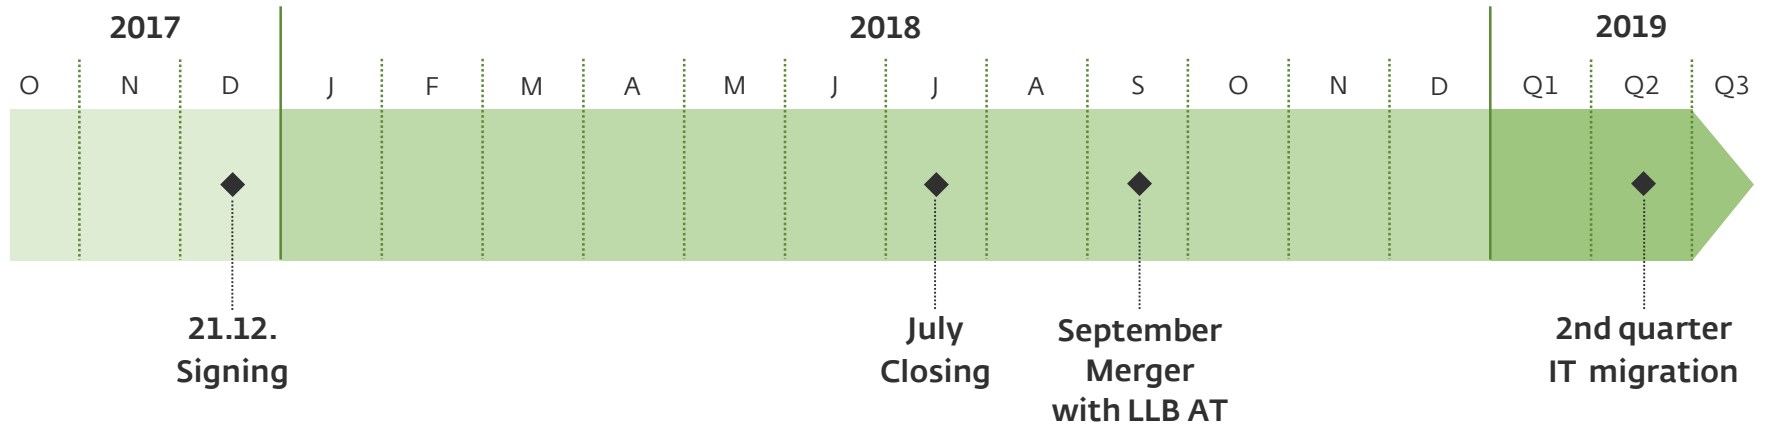 2017 2018 2019
O N D J F M A M J J A S O N D Q1 Q2 Q3
21.12.
Signing
July
Closing
September
Merger
with LLB AT
2nd quarter
IT migration